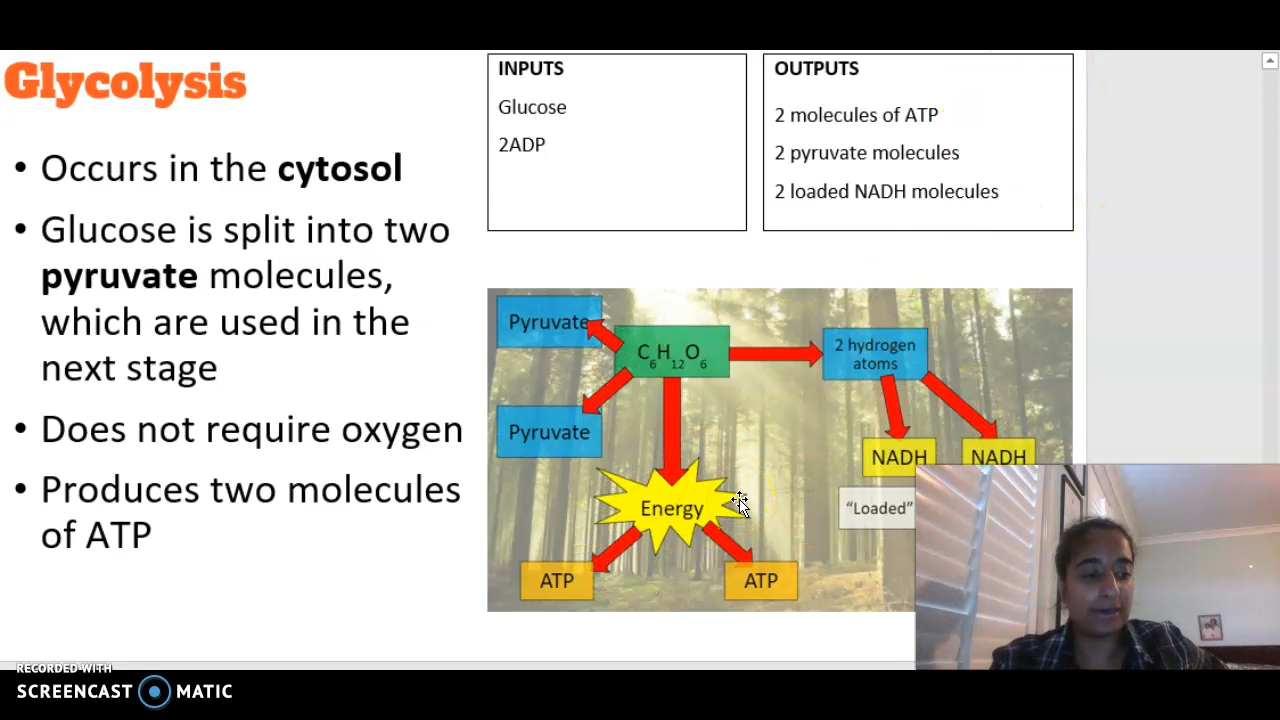 Glycolysis
• Occurs in the cytosol
• Glucose is split into two
pyruvate molecules,
which are used in the
next stage
• Does not require oxygen
• Produces two molecules
of ATP
INPUTS
Glucose
2ADP
OUTPUTS
2 molecules of ATP
2 pyruvate molecules
2 loaded NADH molecules
Pyruvate
C6H12O6
2 hydrogen
atoms
Pyruvate
NADH
NADH
Energy
“Loaded”
ATP
ATP
RECORDED WITH
SCREENCAST MATIC